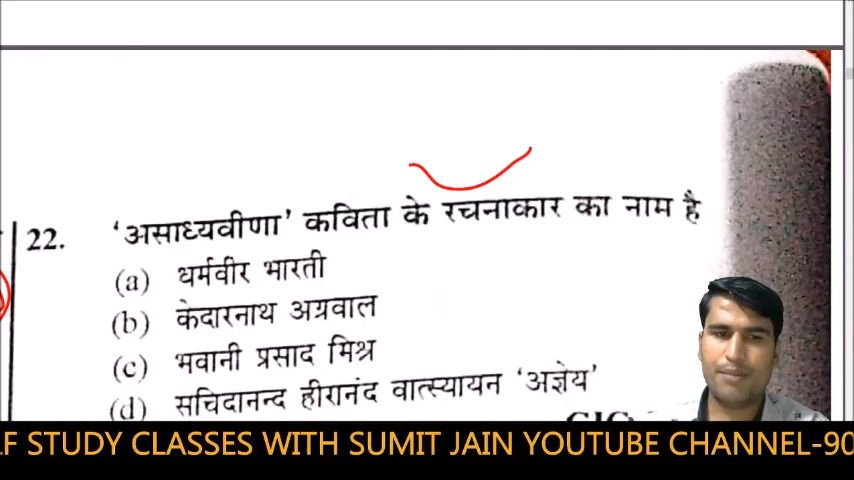 22. 'असाध्यवीणा' कविता के रचनाकार का नाम है
(a) धर्मवीर भारती
(b) केदारनाथ अग्रवाल
(c) भवानी प्रसाद मिश्र
(d) सचिदानन्द हीरानंद वात्स्यायन 'अज्ञेय'
LF STUDY CLASSES WITH SUMIT JAIN YOUTUBE CHANNEL-90